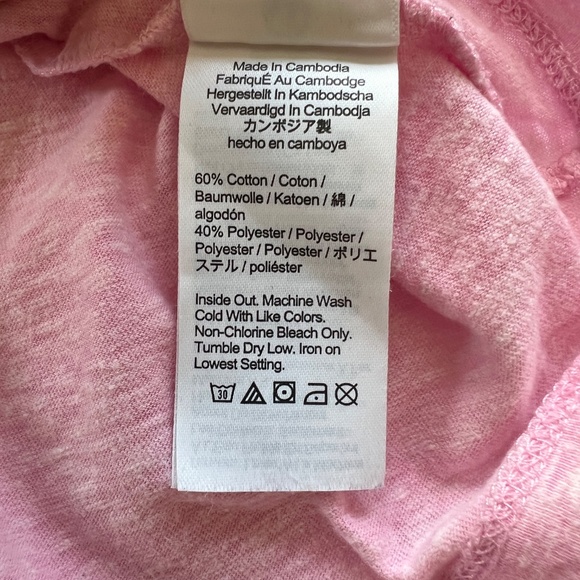 Made In Cambodia
FabriquÉ Au Cambodge
Hergestellt In Kambodscha
Vervaardigd In Cambodja
カンボジア製
hecho en camboya
60% Cotton / Coton /
Baumwolle / Katoen / 綿 /
algodón
40% Polyester / Polyester /
Polyester / Polyester / ポリエ
ステル / poliéster
Inside Out. Machine Wash
Cold With Like Colors.
Non-Chlorine Bleach Only.
Tumble Dry Low. Iron on
Lowest Setting.
30